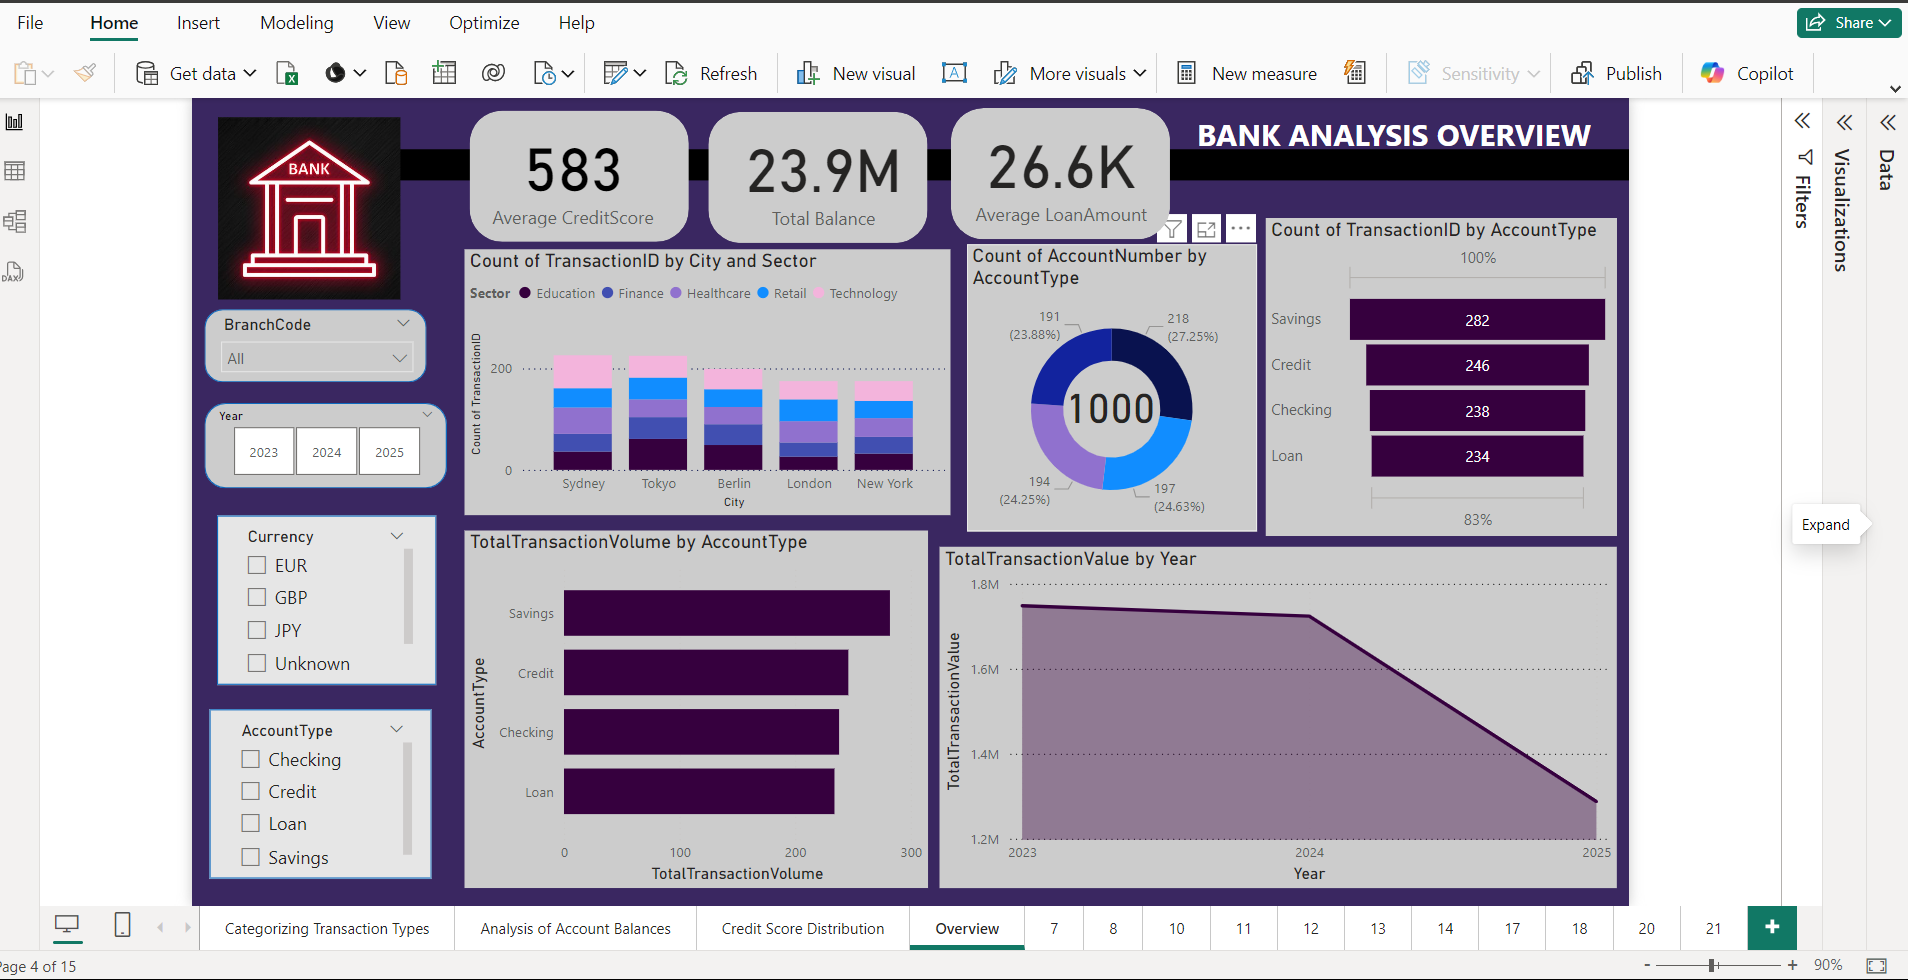 File Home Insert Modeling View Optimize Help Share
Get data Refresh New visual A More visuals New measure Sensitivity Publish Copilot
BANK ANALYSIS OVERVIEW
BANK
583
Average CreditScore
23.9M
Total Balance
26.6K
Average LoanAmount
BranchCode
All
Year
2023 2024 2025
Currency
EUR
GBP
JPY
Unknown
AccountType
Checking
Credit
Loan
Savings
Count of TransactionID by City and Sector
Sector Education Finance Healthcare Retail Technology
Count of TransactionID
200
0
Sydney Tokyo Berlin London New York
City
Count of AccountNumber by
AccountType
191
(23.88%)
218
(27.25%)
1000
194
(24.25%)
197
(24.63%)
Count of TransactionID by AccountType
100%
Savings 282
Credit 246
Checking 238
Loan 234
83%
TotalTransactionVolume by AccountType
AccountType
Savings
Credit
Checking
Loan
0 100 200 300
TotalTransactionVolume
TotalTransactionValue by Year
TotalTransactionValue
1.8M
1.6M
1.4M
1.2M
2023 2024 2025
Year
Filters
Visualizations
Data
Expand
DAX
Categorizing Transaction Types Analysis of Account Balances Credit Score Distribution Overview 7 8 10 11 12 13 14 17 18 20 21 +
Page 4 of 15
- + 90%